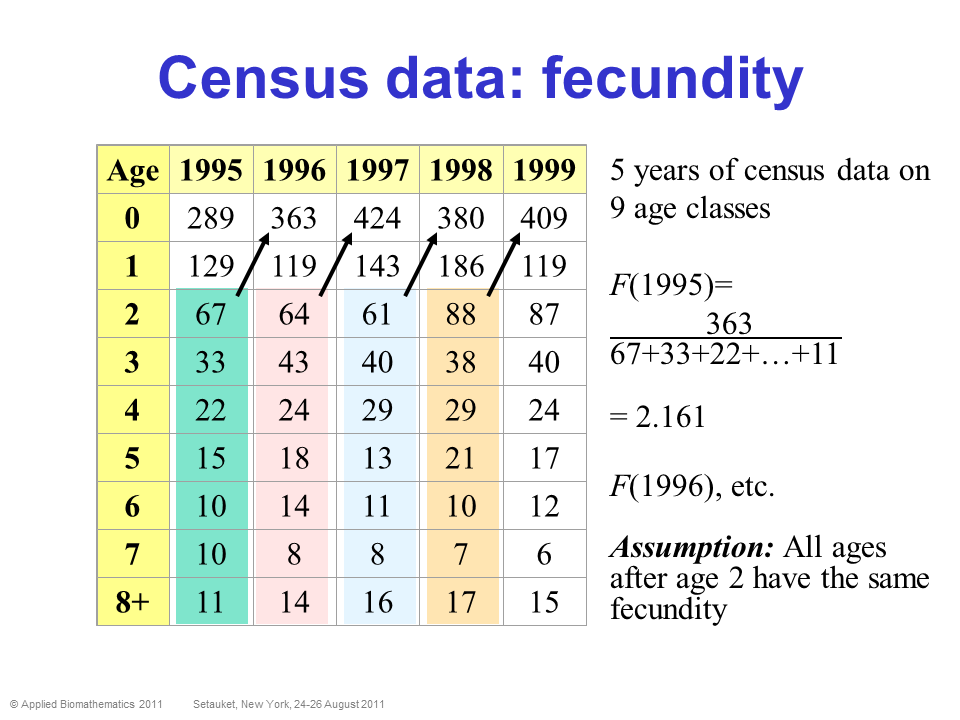 Census data: fecundity
Age 1995 1996 1997 1998 1999
0 289 363 424 380 409
1 129 119 143 186 119
2 67 64 61 88 87
3 33 43 40 38 40
4 22 24 29 29 24
5 15 18 13 21 17
6 10 14 11 10 12
7 10 8 8 7 6
8+ 11 14 16 17 15
5 years of census data on
9 age classes
F(1995)=
363
67+33+22+…+11
= 2.161
F(1996), etc.
Assumption: All ages
after age 2 have the same
fecundity
© Applied Biomathematics 2011 Setauket, New York, 24-26 August 2011